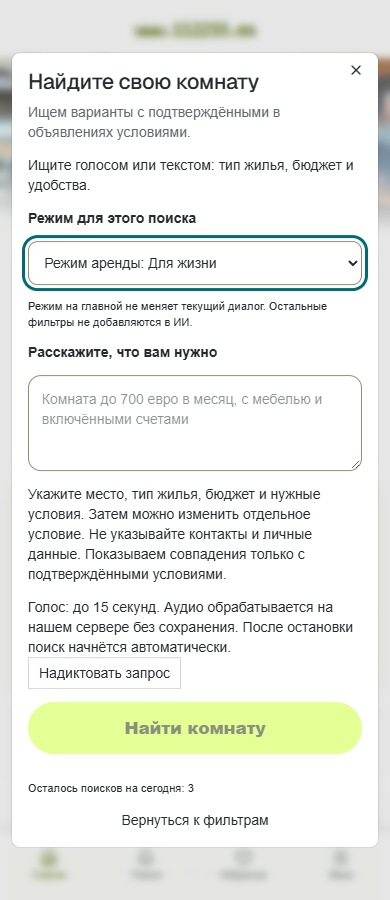 Найдите свою комнату
Ищем варианты с подтверждёнными в
объявлениях условиями.
Ищите голосом или текстом: тип жилья, бюджет и
удобства.
Режим для этого поиска
Режим аренды: Для жизни
Режим на главной не меняет текущий диалог. Остальные
фильтры не добавляются в ИИ.
Расскажите, что вам нужно
Комната до 700 евро в месяц, с мебелью и
включёнными счетами
Укажите место, тип жилья, бюджет и нужные
условия. Затем можно изменить отдельное
условие. Не указывайте контакты и личные
данные. Показываем совпадения только с
подтверждёнными условиями.
Голос: до 15 секунд. Аудио обрабатывается на
нашем сервере без сохранения. После остановки
поиск начнётся автоматически.
Надиктовать запрос
Найти комнату
Осталось поисков на сегодня: 3
Вернуться к фильтрам